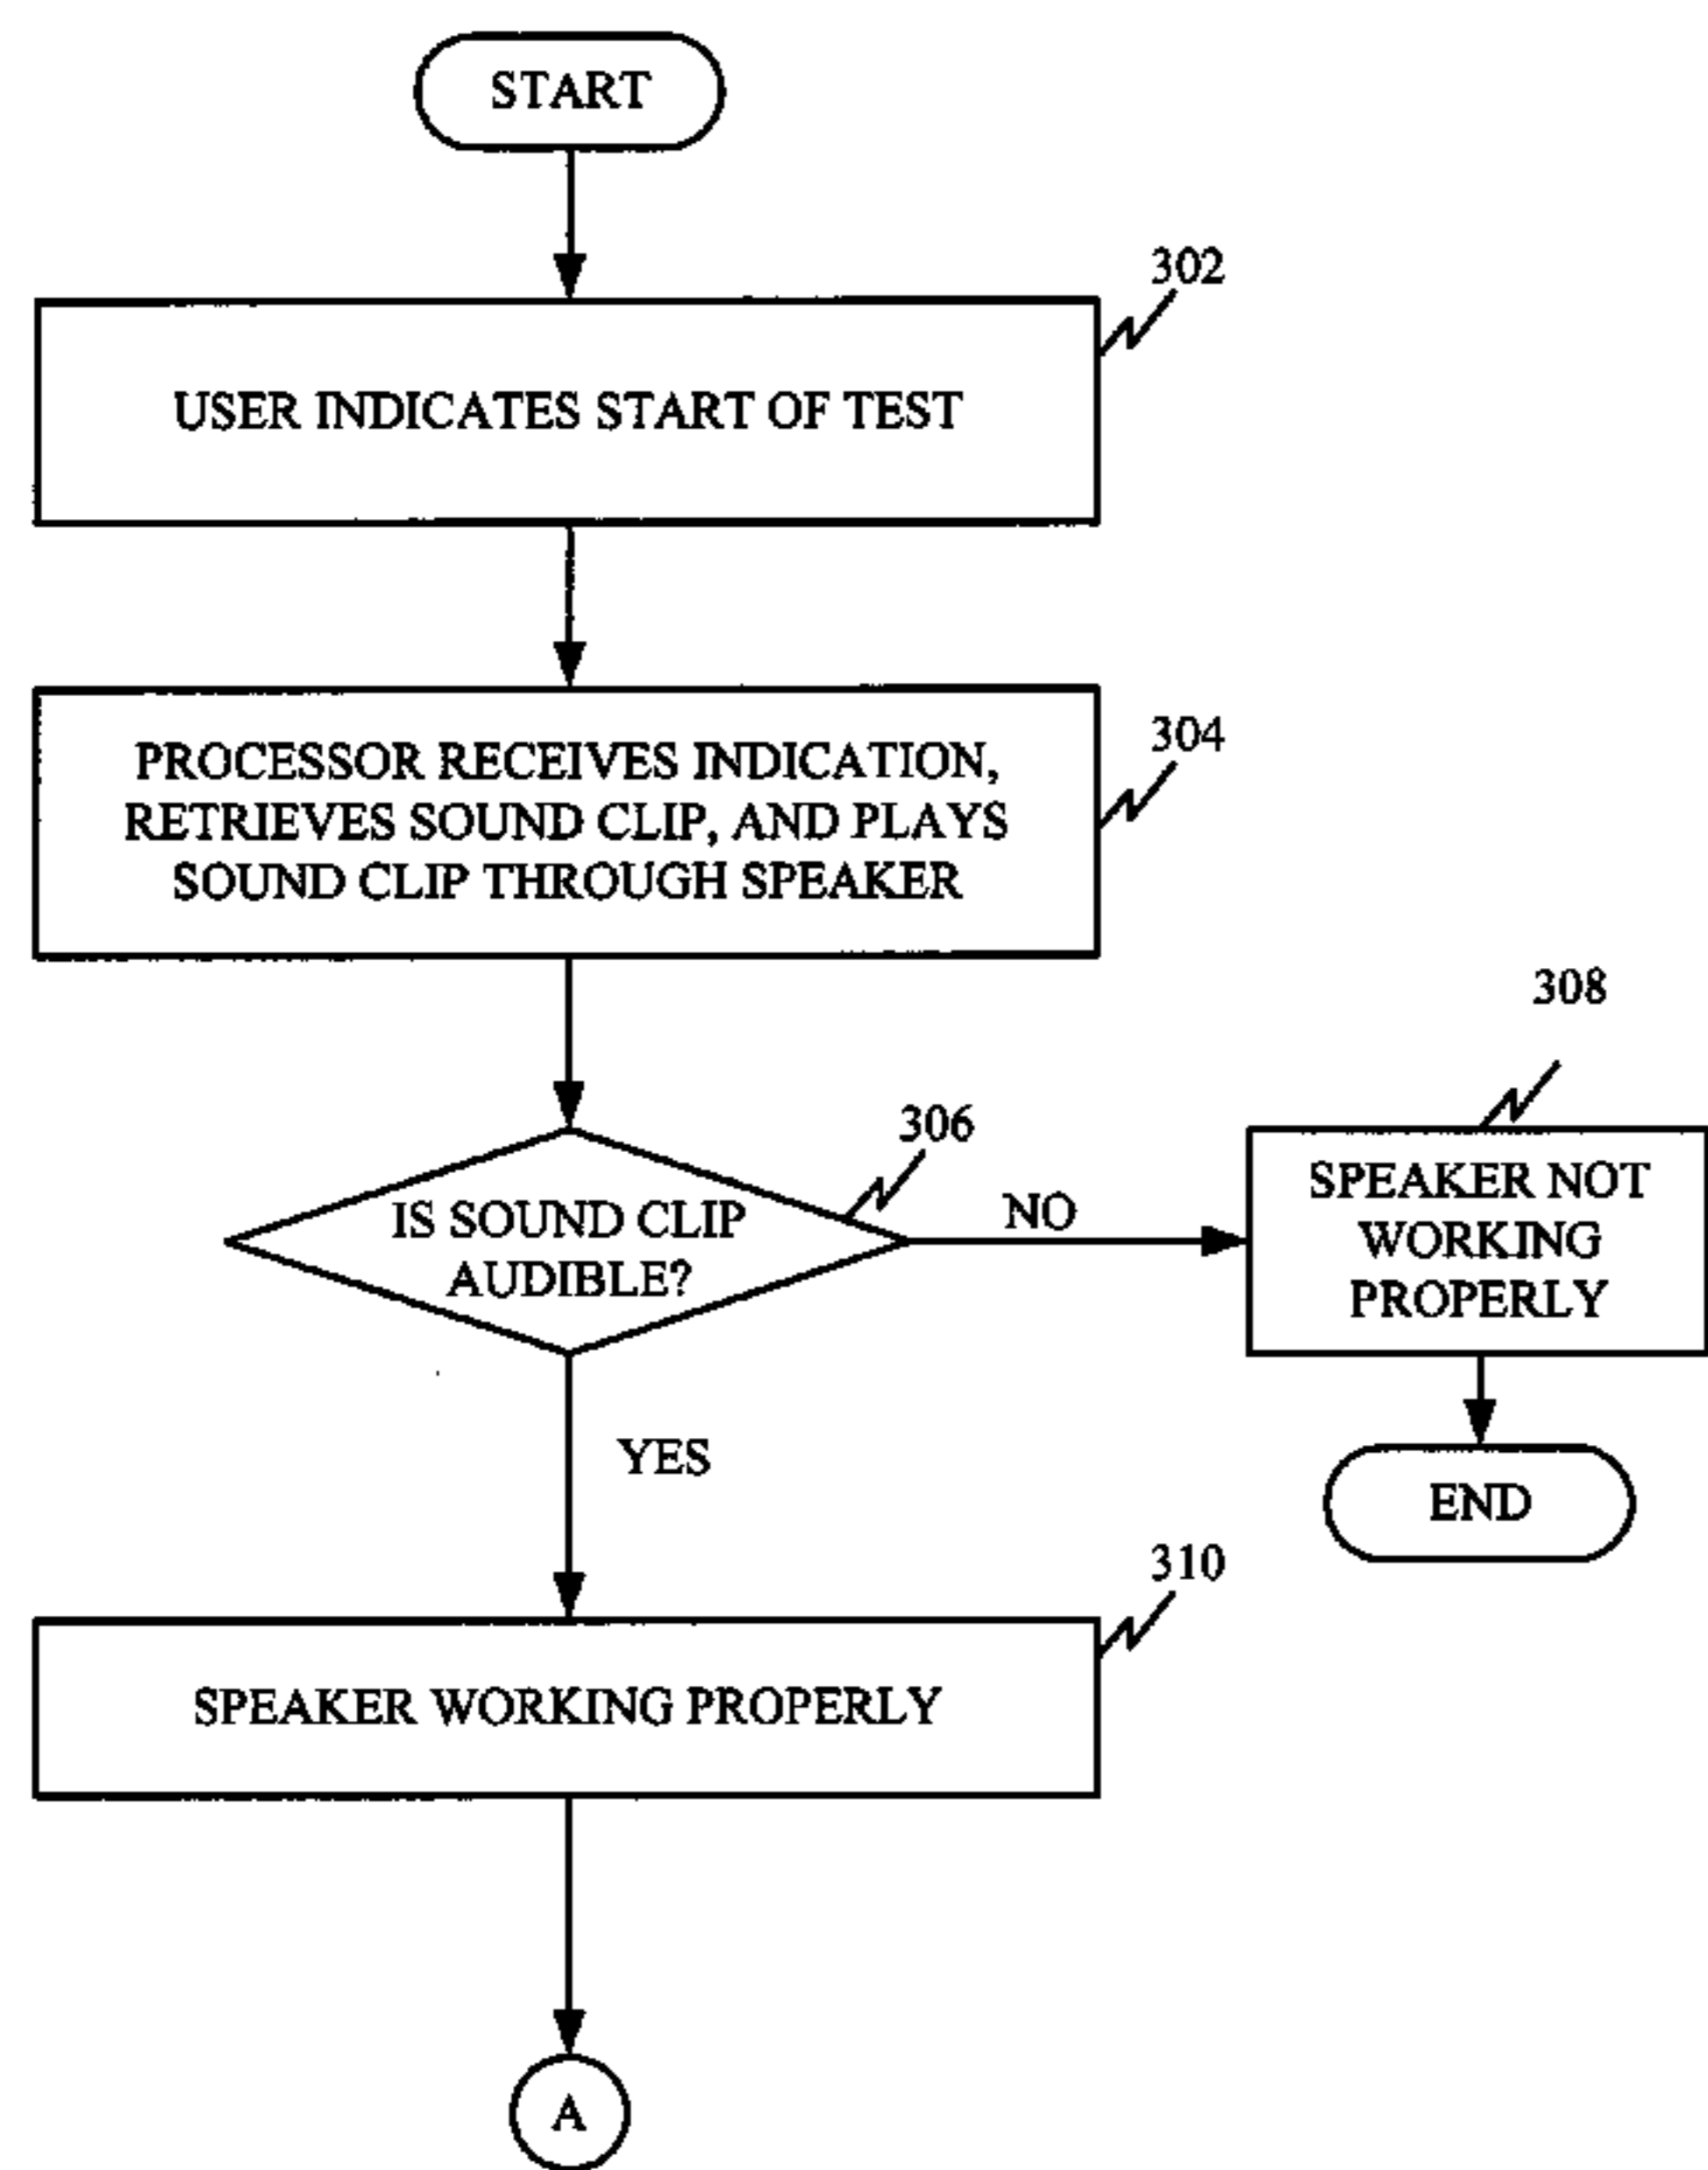 START
302
USER INDICATES START OF TEST
304
PROCESSOR RECEIVES INDICATION,
RETRIEVES SOUND CLIP, AND PLAYS
SOUND CLIP THROUGH SPEAKER
306
IS SOUND CLIP
AUDIBLE?
NO
308
SPEAKER NOT
WORKING
PROPERLY
END
YES
310
SPEAKER WORKING PROPERLY
A